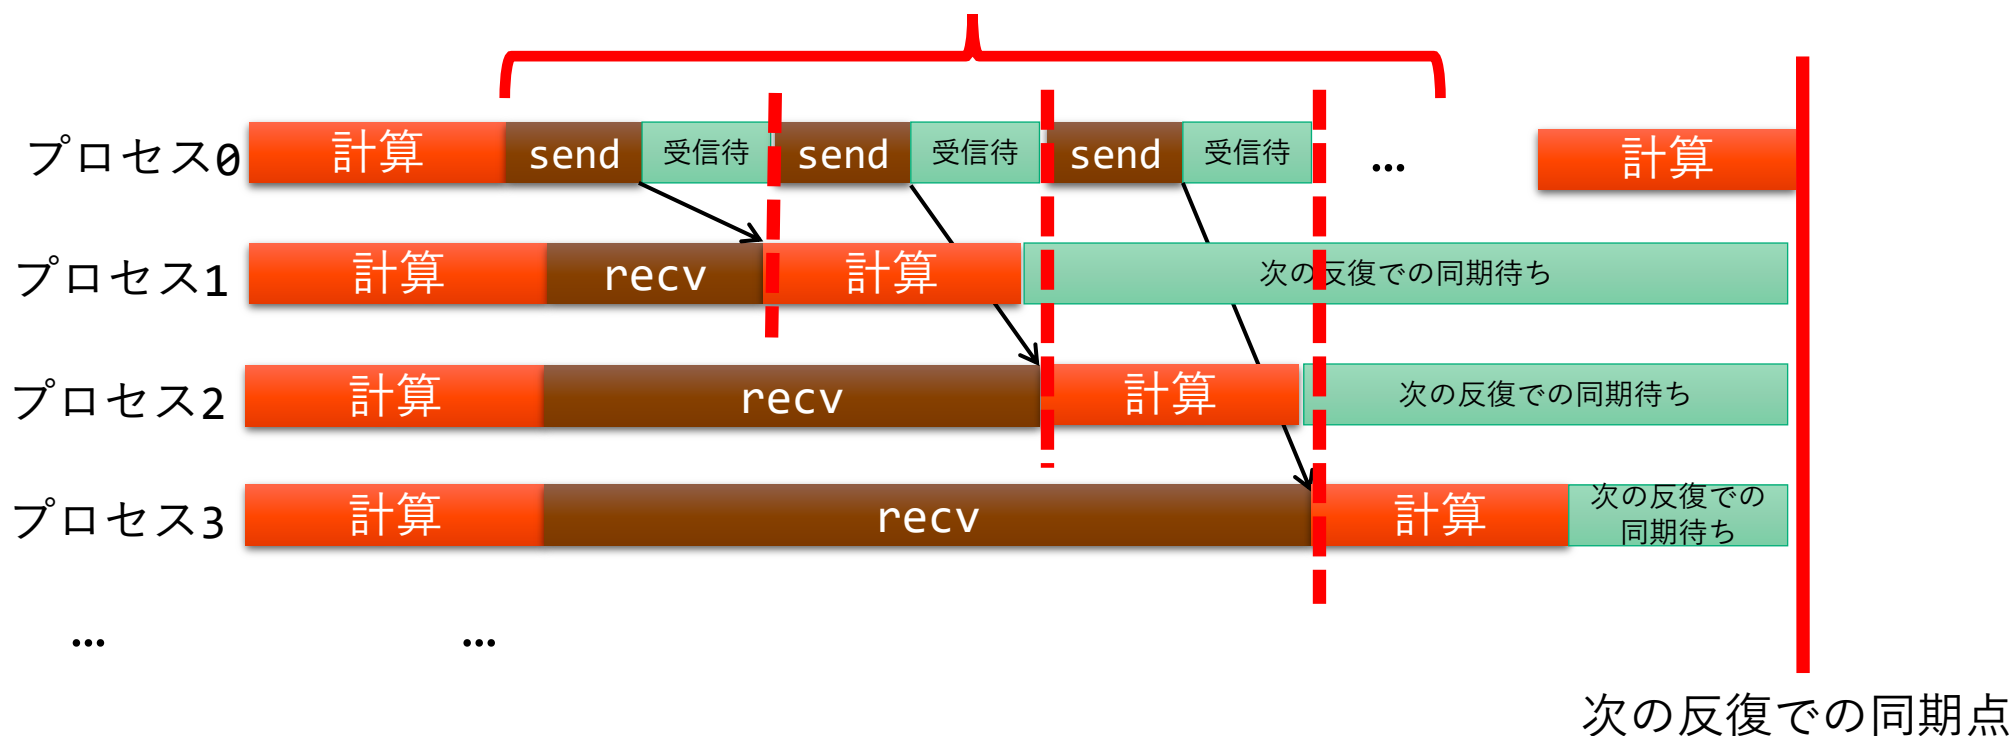 プロセス0 計算 send 受信待 send 受信待 send 受信待 … 計算
プロセス1 計算 recv 計算 次の反復での同期待ち
プロセス2 計算 recv 計算 次の反復での同期待ち
プロセス3 計算 recv 計算 次の反復での
同期待ち
… …
次の反復での同期点